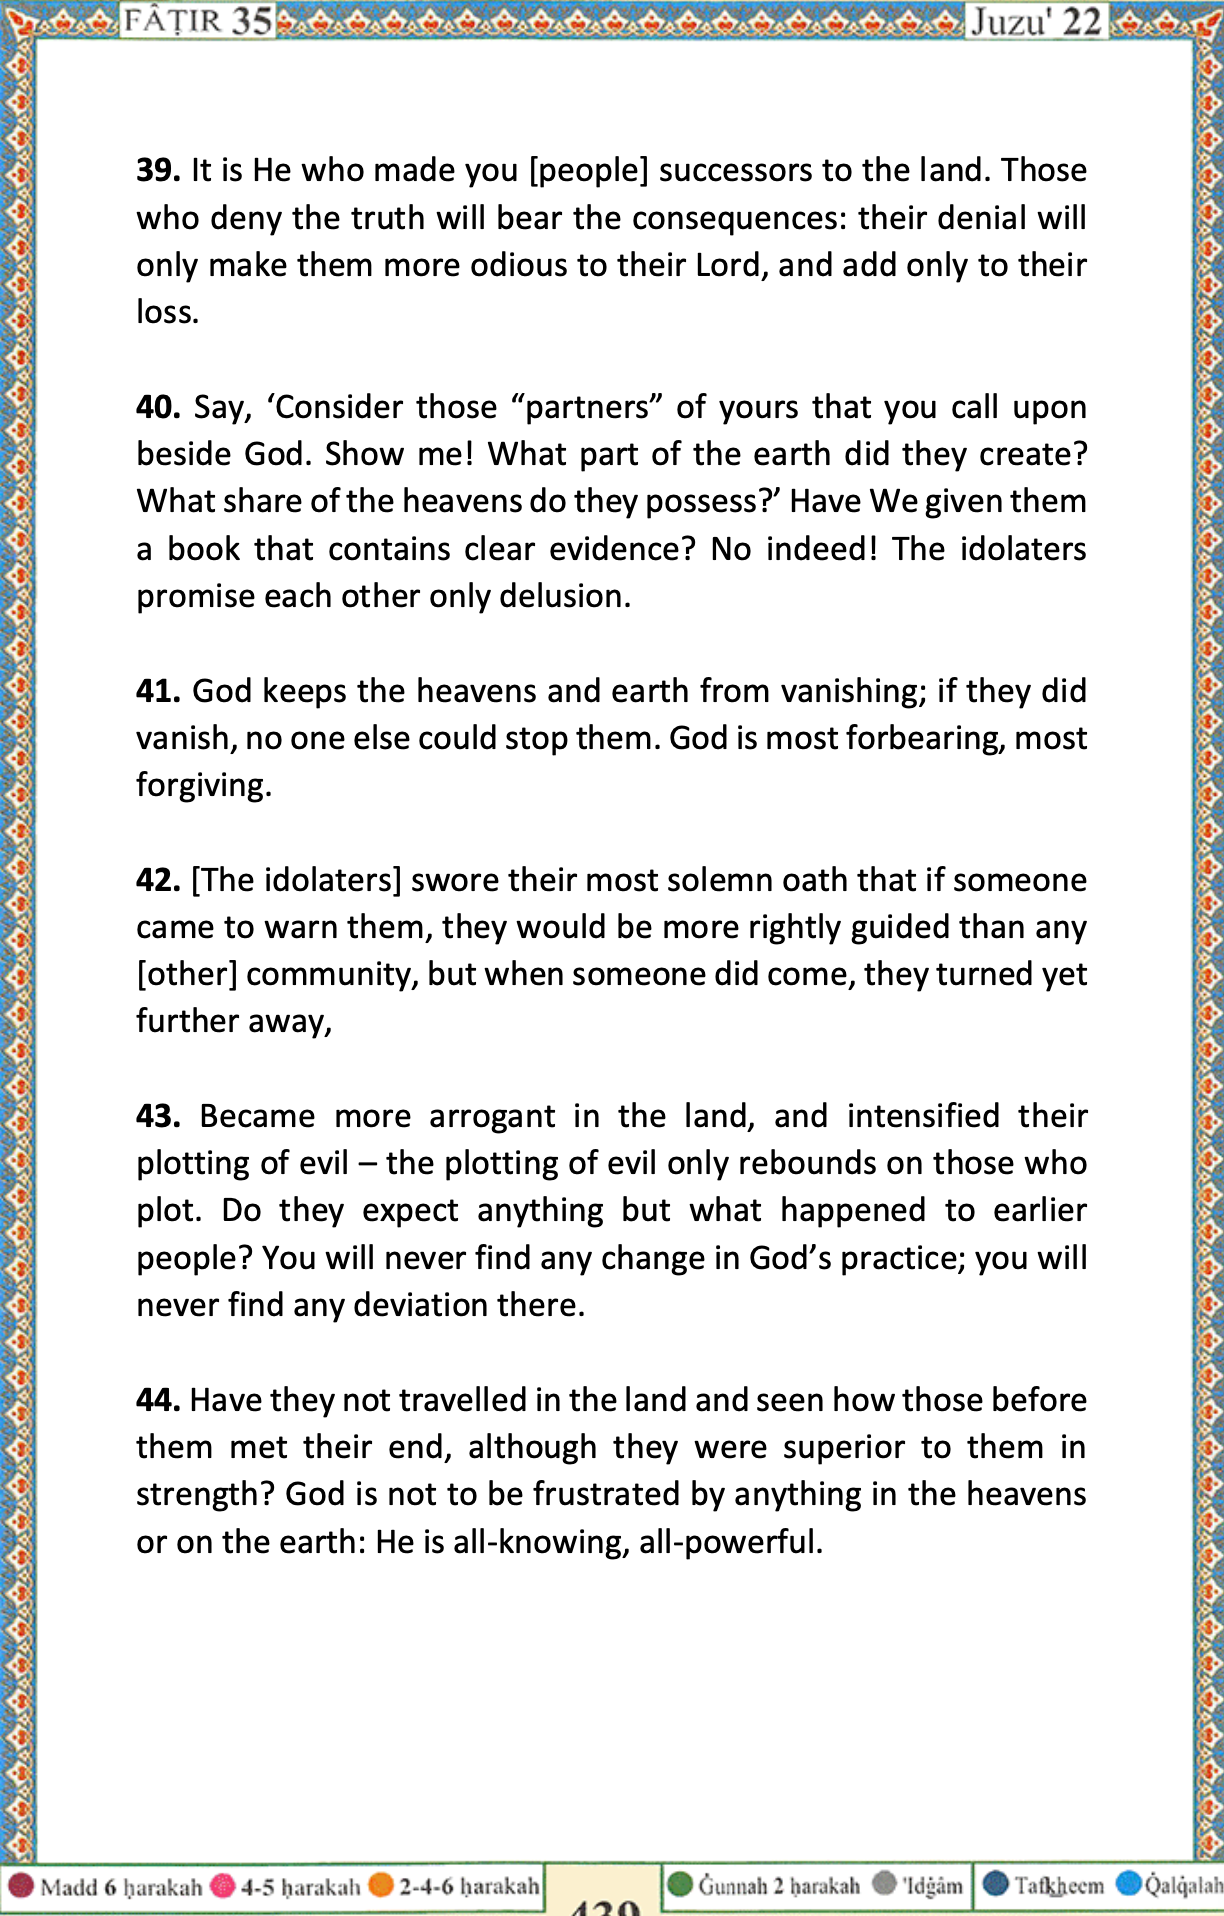 FÂṬIR 35
Juzu' 22
39. It is He who made you [people] successors to the land. Those
who deny the truth will bear the consequences: their denial will
only make them more odious to their Lord, and add only to their
loss.
40. Say, ‘Consider those “partners” of yours that you call upon
beside God. Show me! What part of the earth did they create?
What share of the heavens do they possess?’ Have We given them
a book that contains clear evidence? No indeed! The idolaters
promise each other only delusion.
41. God keeps the heavens and earth from vanishing; if they did
vanish, no one else could stop them. God is most forbearing, most
forgiving.
42. [The idolaters] swore their most solemn oath that if someone
came to warn them, they would be more rightly guided than any
[other] community, but when someone did come, they turned yet
further away,
43. Became more arrogant in the land, and intensified their
plotting of evil – the plotting of evil only rebounds on those who
plot. Do they expect anything but what happened to earlier
people? You will never find any change in God’s practice; you will
never find any deviation there.
44. Have they not travelled in the land and seen how those before
them met their end, although they were superior to them in
strength? God is not to be frustrated by anything in the heavens
or on the earth: He is all-knowing, all-powerful.
Madd 6 ḥarakah 4-5 ḥarakah 2-4-6 ḥarakah
439
Ġunnah 2 ḥarakah 'Idġâm Tafkheem Q̇alq̇alah